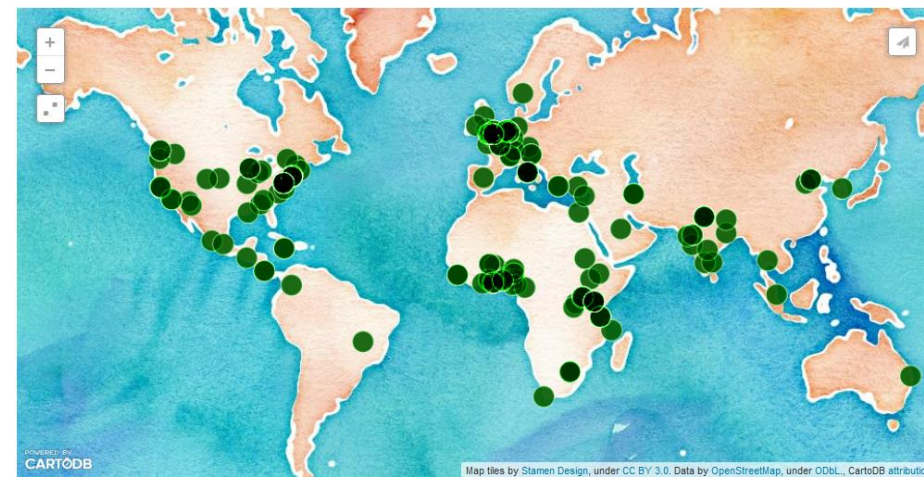 +
−
POWERED BY
CARTODB
Map tiles by Stamen Design, under CC BY 3.0. Data by OpenStreetMap, under ODbL., CartoDB attributio